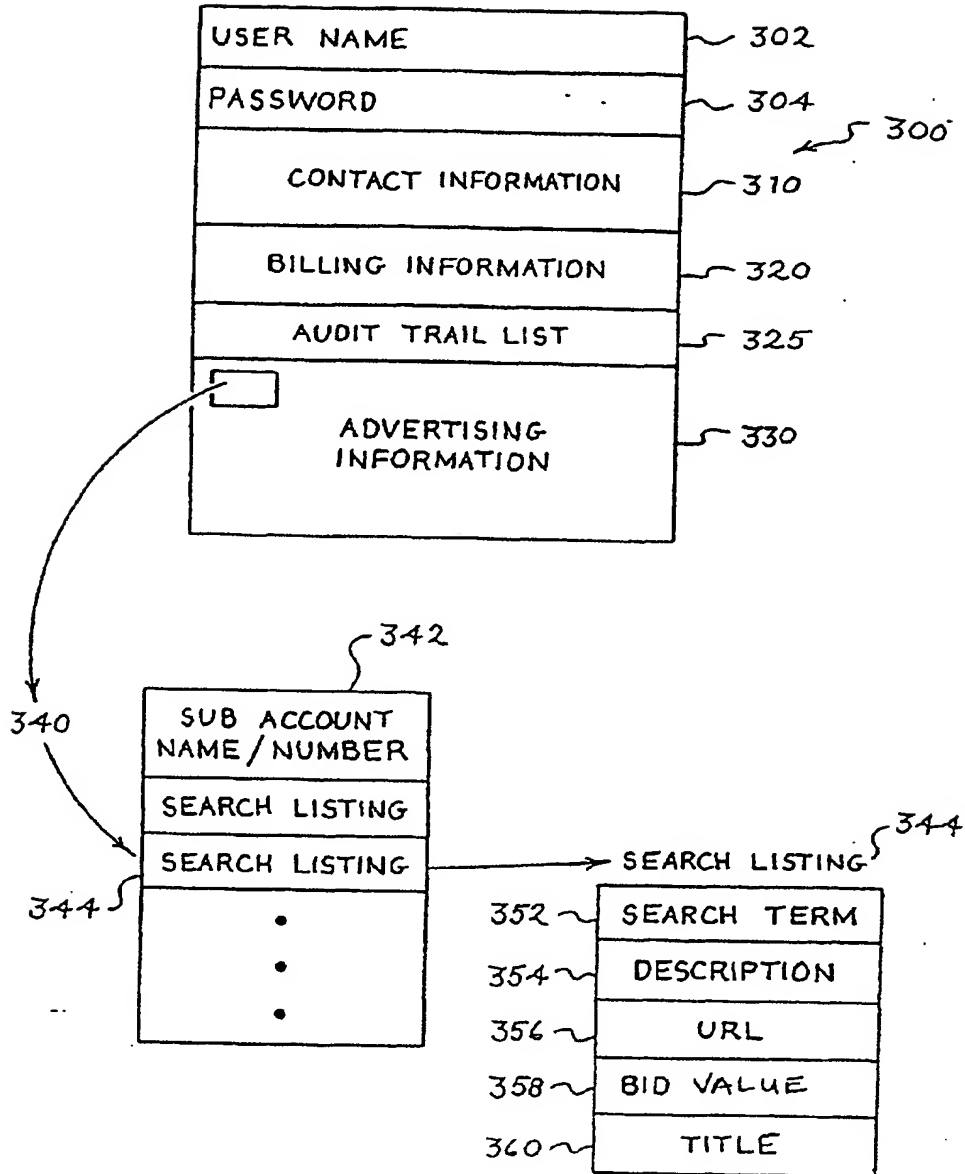 USER NAME 302
PASSWORD 304
300
CONTACT INFORMATION 310
BILLING INFORMATION 320
AUDIT TRAIL LIST 325
ADVERTISING
INFORMATION
330
342
340
SUB ACCOUNT
NAME / NUMBER
SEARCH LISTING
SEARCH LISTING
344
SEARCH LISTING 344
352 SEARCH TERM
354 DESCRIPTION
356 URL
358 BID VALUE
360 TITLE